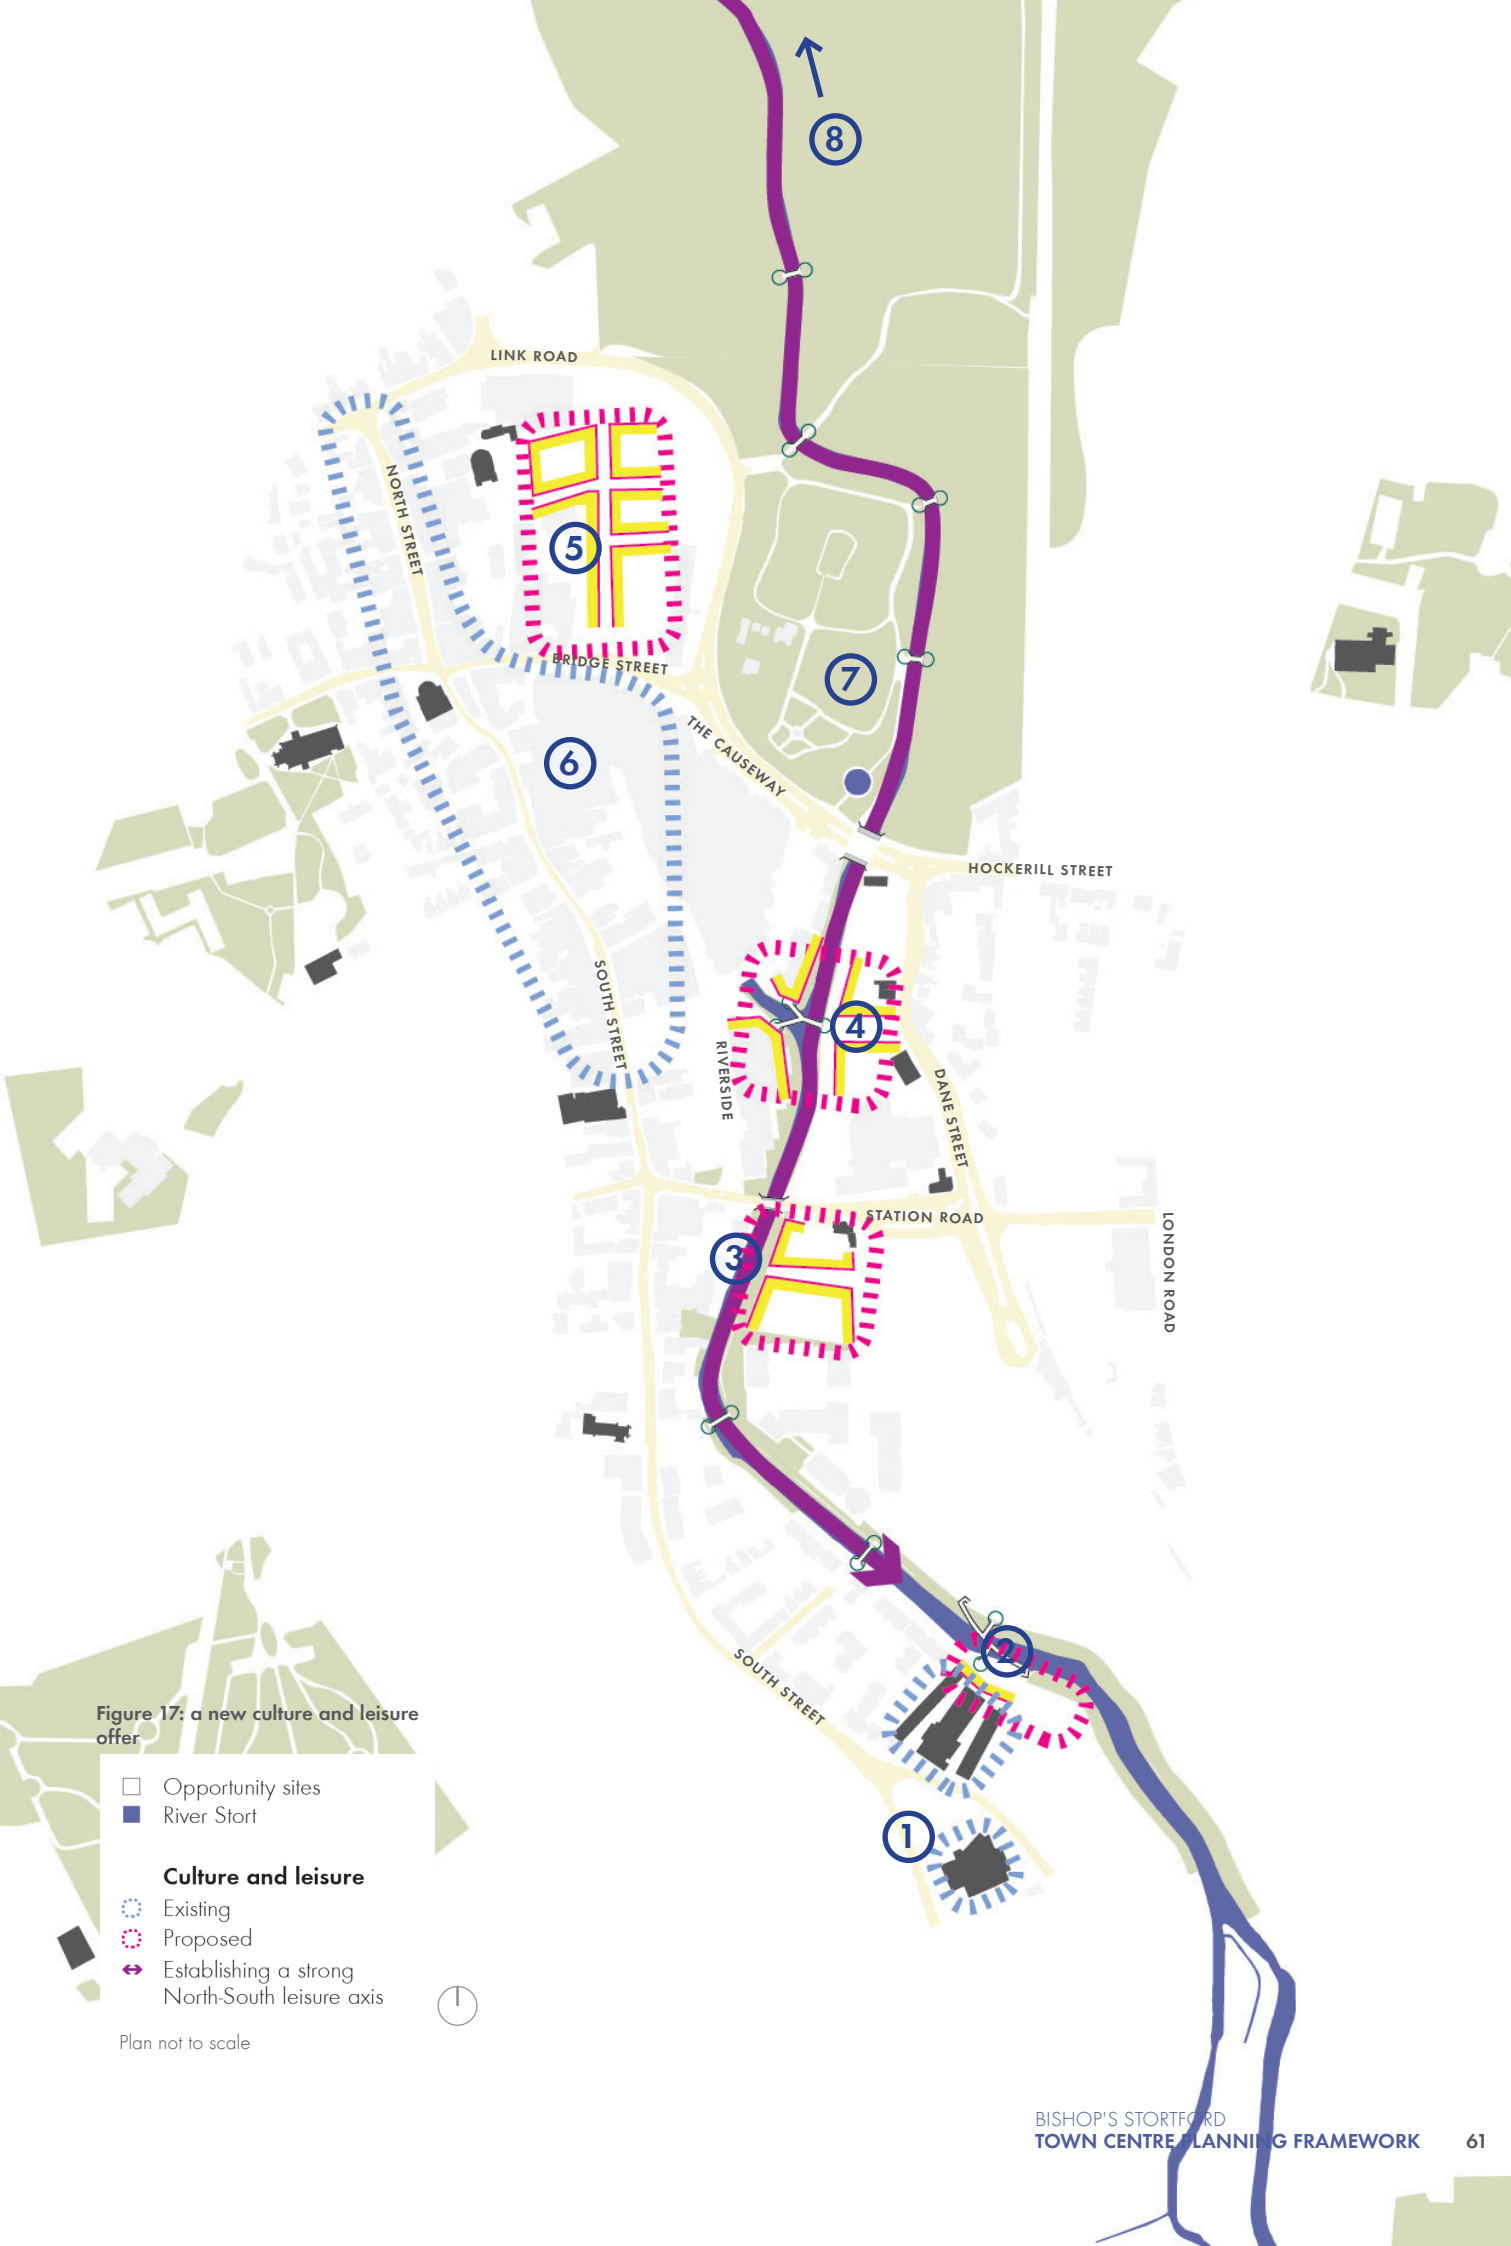 8
LINK ROAD
NORTH STREET
5
BRIDGE STREET
7
THE CAUSEWAY
6
HOCKERILL STREET
SOUTH STREET
4
RIVERSIDE
DANE STREET
STATION ROAD
3
LONDON ROAD
2
SOUTH STREET
1
Figure 17: a new culture and leisure
offer
Opportunity sites
River Stort
Culture and leisure
Existing
Proposed
Establishing a strong
North-South leisure axis
Plan not to scale
BISHOP'S STORTFORD
TOWN CENTRE PLANNING FRAMEWORK 61